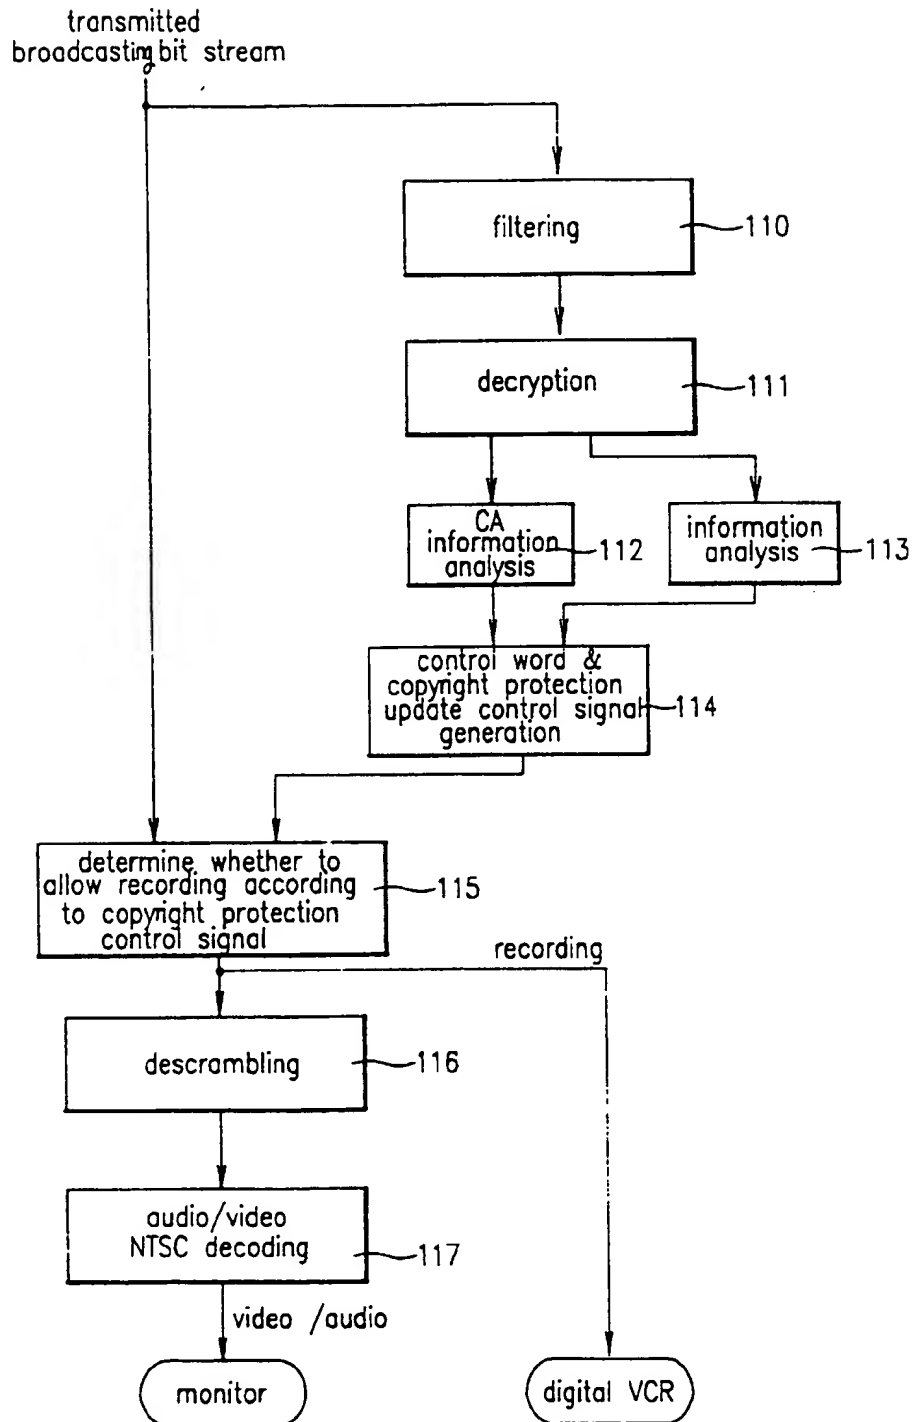 transmitted
broadcasting bit stream
filtering
110
decryption
111
CA
information
analysis
112
information
analysis
113
control word &
copyright protection
update control signal
generation
114
determine whether to
allow recording according
to copyright protection
control signal
115
recording
descrambling
116
audio/video
NTSC decoding
117
video /audio
monitor
digital VCR